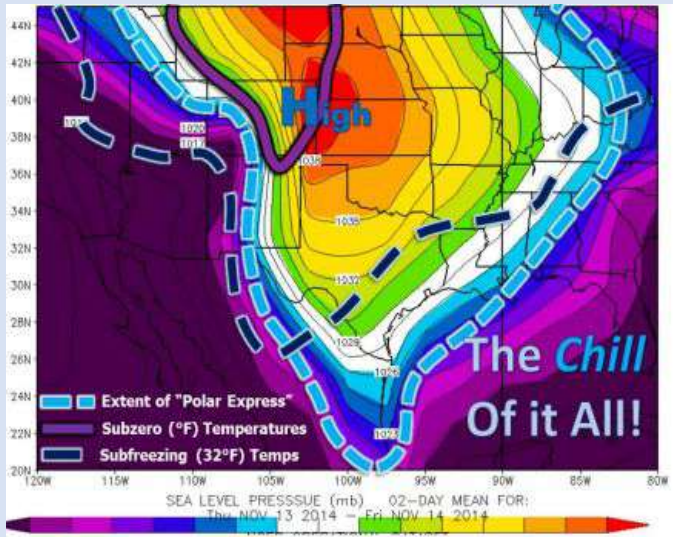 44N
42N
40N
38N
36N
34N
32N
30N
28N
26N
24N
22N
20N
High
1020
1017
1038
1035
1032
1029
1026
1023
The Chill
Of it All!
Extent of "Polar Express"
Subzero (°F) Temperatures
Subfreezing (32°F) Temps
120W 115W 110W 105W 100W 95W 90W 85W 80W
SEA LEVEL PRESSSUE (mb) 02-DAY MEAN FOR:
Thu NOV 13 2014 - Fri NOV 14 2014